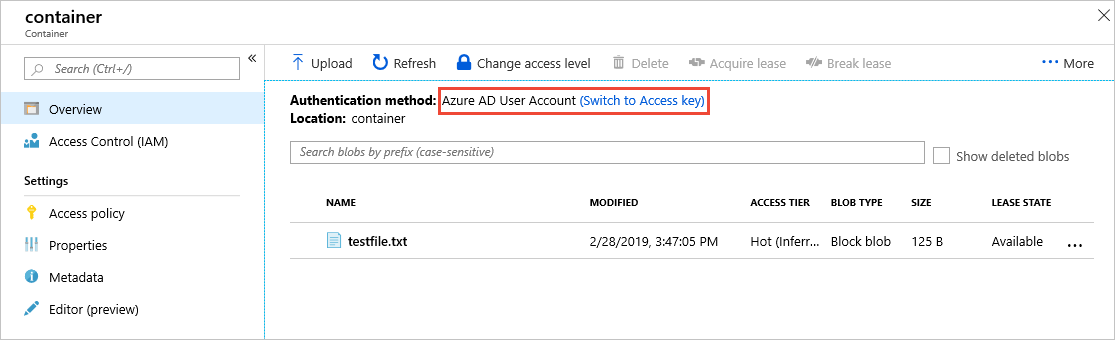 container
Container
Search (Ctrl+/)
«
Overview
Access Control (IAM)
Settings
Access policy
Properties
Metadata
Editor (preview)
Upload Refresh Change access level Delete Acquire lease Break lease ... More
Authentication method: Azure AD User Account (Switch to Access key)
Location: container
Search blobs by prefix (case-sensitive) Show deleted blobs
NAME MODIFIED ACCESS TIER BLOB TYPE SIZE LEASE STATE
testfile.txt 2/28/2019, 3:47:05 PM Hot (Inferr... Block blob 125 B Available ...